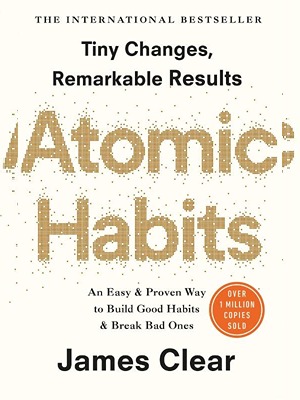 THE INTERNATIONAL BESTSELLER
Tiny Changes,
Remarkable Results
Atomic
Habits
An Easy & Proven Way
to Build Good Habits
& Break Bad Ones
OVER
1 MILLION
COPIES
SOLD
James Clear